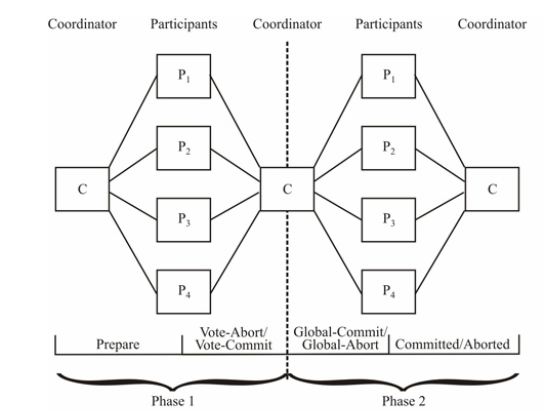 Coordinator Participants Coordinator Participants Coordinator
P1 P1
P2 P2
C C C
P3 P3
P4 P4
Vote-Abort/ Global-Commit/
Prepare Vote-Commit Global-Abort Committed/Aborted
Phase 1 Phase 2